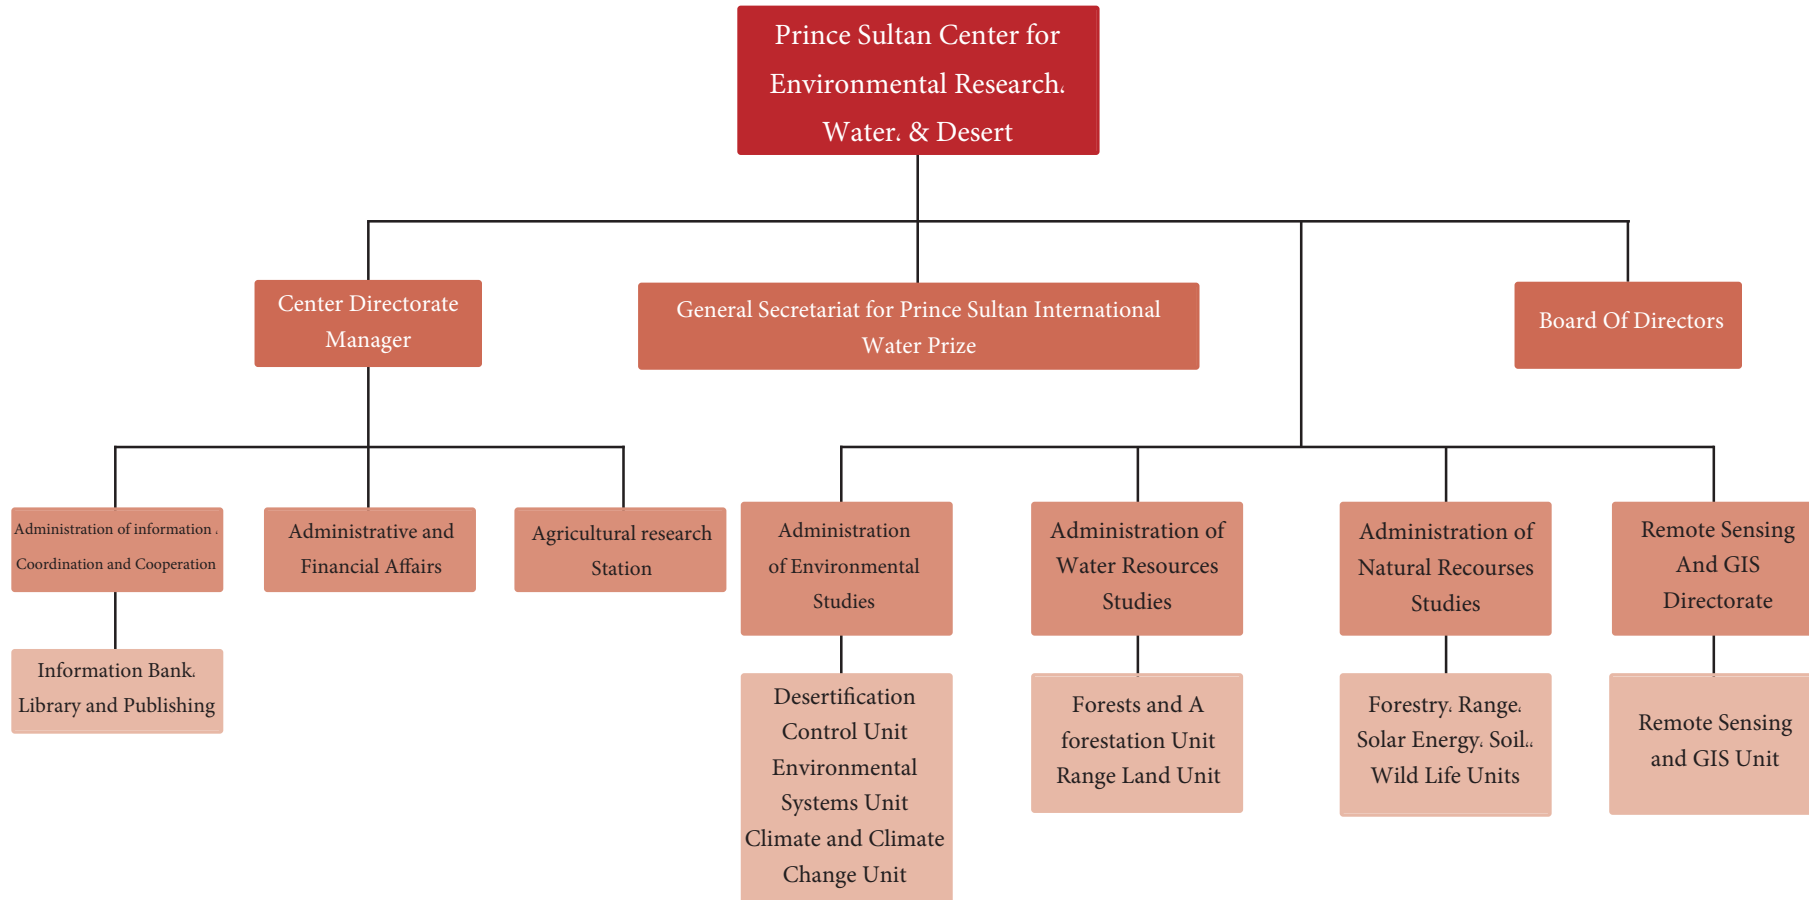 Prince Sultan Center for
Environmental Research،
Water، & Desert
Center Directorate
Manager
General Secretariat for Prince Sultan International
Water Prize
Board Of Directors
Administration of information ،
Coordination and Cooperation
Administrative and
Financial Affairs
Agricultural research
Station
Administration
of Environmental
Studies
Administration of
Water Resources
Studies
Administration of
Natural Recourses
Studies
Remote Sensing
And GIS
Directorate
Information Bank،
Library and Publishing
Desertification
Control Unit
Environmental
Systems Unit
Climate and Climate
Change Unit
Forests and A
forestation Unit
Range Land Unit
Forestry، Range،
Solar Energy، Soil،،
Wild Life Units
Remote Sensing
and GIS Unit